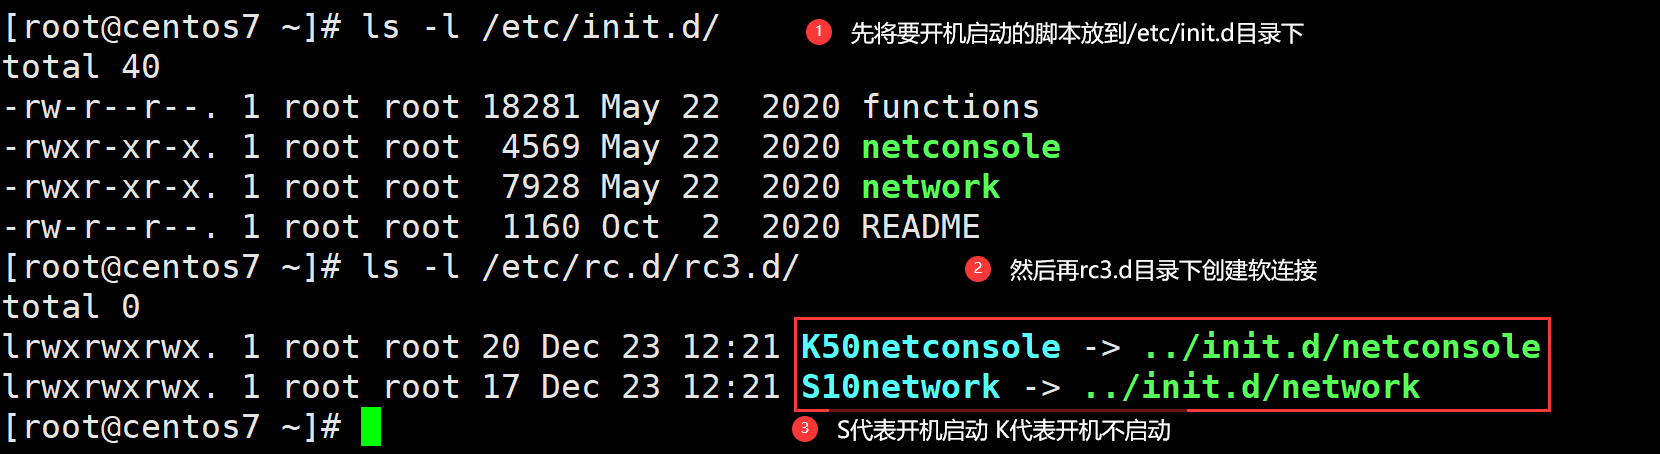 [root@centos7 ~]# ls -l /etc/init.d/ 1 先将要开机启动的脚本放到/etc/init.d目录下
total 40
-rw-r--r--. 1 root root 18281 May 22  2020 functions
-rwxr-xr-x. 1 root root  4569 May 22  2020 netconsole
-rwxr-xr-x. 1 root root  7928 May 22  2020 network
-rw-r--r--. 1 root root  1160 Oct  2  2020 README
[root@centos7 ~]# ls -l /etc/rc.d/rc3.d/ 2 然后再rc3.d目录下创建软连接
total 0
lrwxrwxrwx. 1 root root 20 Dec 23 12:21 K50netconsole -> ../init.d/netconsole
lrwxrwxrwx. 1 root root 17 Dec 23 12:21 S10network -> ../init.d/network
[root@centos7 ~]# 3 S代表开机启动 K代表开机不启动